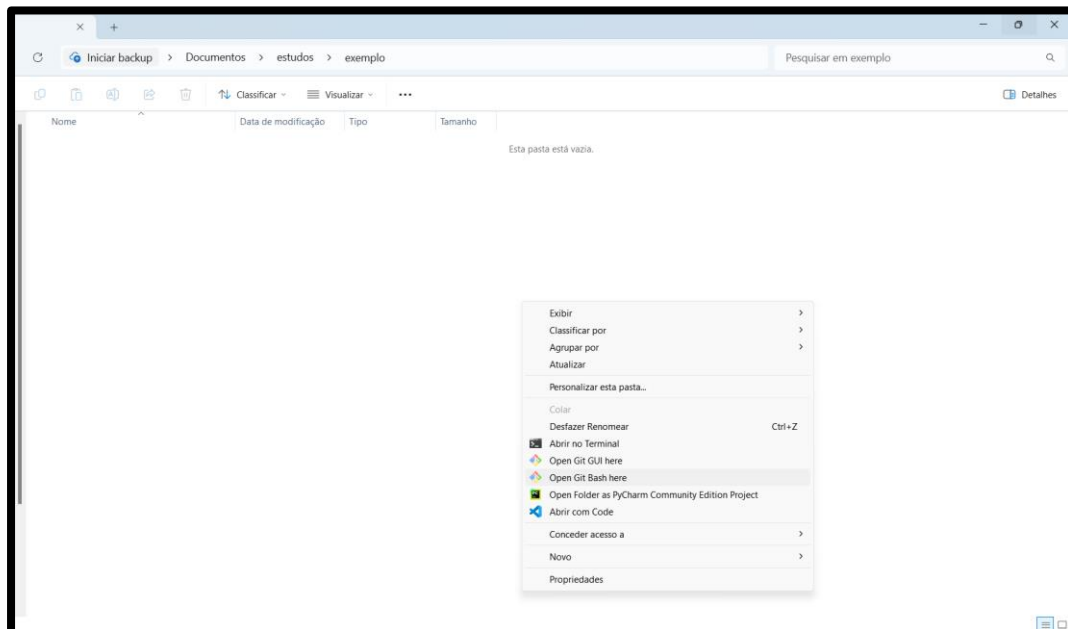 Iniciar backup > Documentos > estudos > exemplo
Pesquisar em exemplo
Classificar
Visualizar
Detalhes
Nome Data de modificação Tipo Tamanho
Esta pasta está vazia.
Exibir
Classificar por
Agrupar por
Atualizar
Personalizar esta pasta...
Colar
Desfazer Renomear Ctrl+Z
Abrir no Terminal
Open Git GUI here
Open Git Bash here
Open Folder as PyCharm Community Edition Project
Abrir com Code
Conceder acesso a
Novo
Propriedades